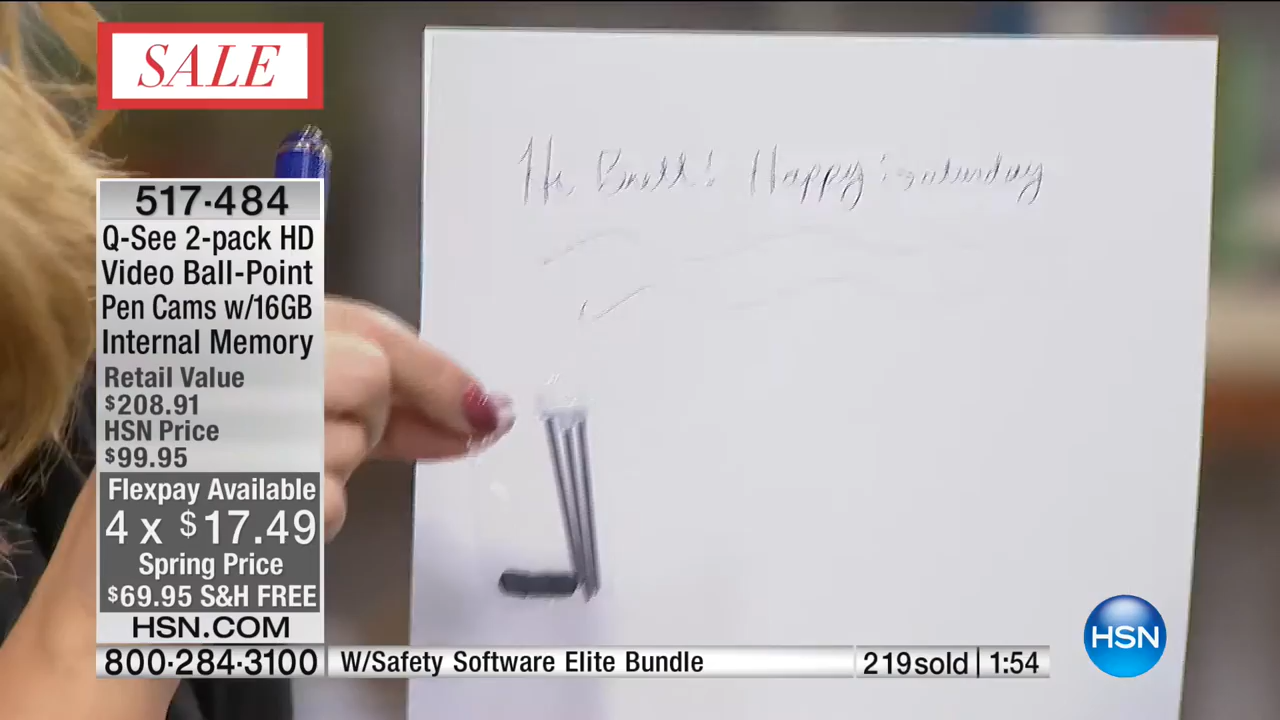 SALE
517-484
Q-See 2-pack HD
Video Ball-Point
Pen Cams w/16GB
Internal Memory
Retail Value
$208.91
HSN Price
$99.95
Flexpay Available
4 x $17.49
Spring Price
$69.95 S&H FREE
HSN.COM
800-284-3100
W/Safety Software Elite Bundle
219 sold | 1:54
HSN
Happy Saturday